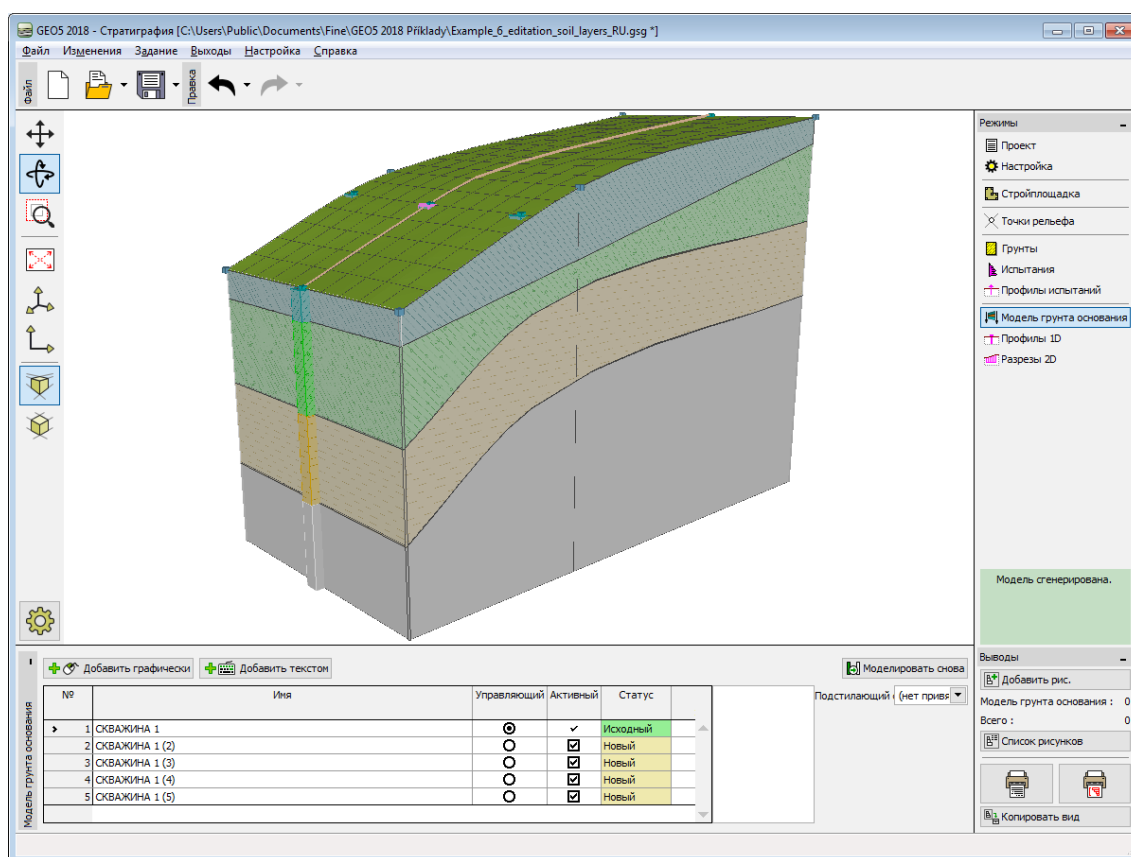 GEO5 2018 - Стратиграфия [C:\Users\Public\Documents\Fine\GEO5 2018 Příklady\Example_6_editation_soil_layers_RU.gsg *]
Файл Изменения Задание Выходы Настройка Справка
Файл
Правка
Режимы
Проект
Настройка
Стройплощадка
Точки рельефа
Грунты
Испытания
Профилы испытаний
Модель грунта основания
Профилы 1D
Разрезы 2D
Модель сгенерирована.
Модель грунта основания
Добавить графически Добавить текстом Моделировать снова
№ Имя Управляющий Активный Статус
1 СКВАЖИНА 1 Исходный
2 СКВАЖИНА 1 (2) Новый
3 СКВАЖИНА 1 (3) Новый
4 СКВАЖИНА 1 (4) Новый
5 СКВАЖИНА 1 (5) Новый
Подстилающий (нет привя
Выводы
Добавить рис.
Модель грунта основания : 0
Всего : 0
Список рисунков
Копировать вид